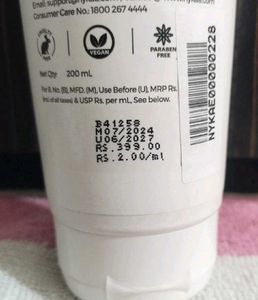 Consumer Care No.: 1800 267 4444
VEGAN
PARABEN
FREE
Net Qty: 200 mL
For B. No. (B), MFD. (M), Use Before (U), MRP Rs.
(incl of all taxes) & USP Rs. per mL, See below.
B41258
M07/2024
U06/2027
RS.399.00
RS.2.00/ml
NYKRE00000228